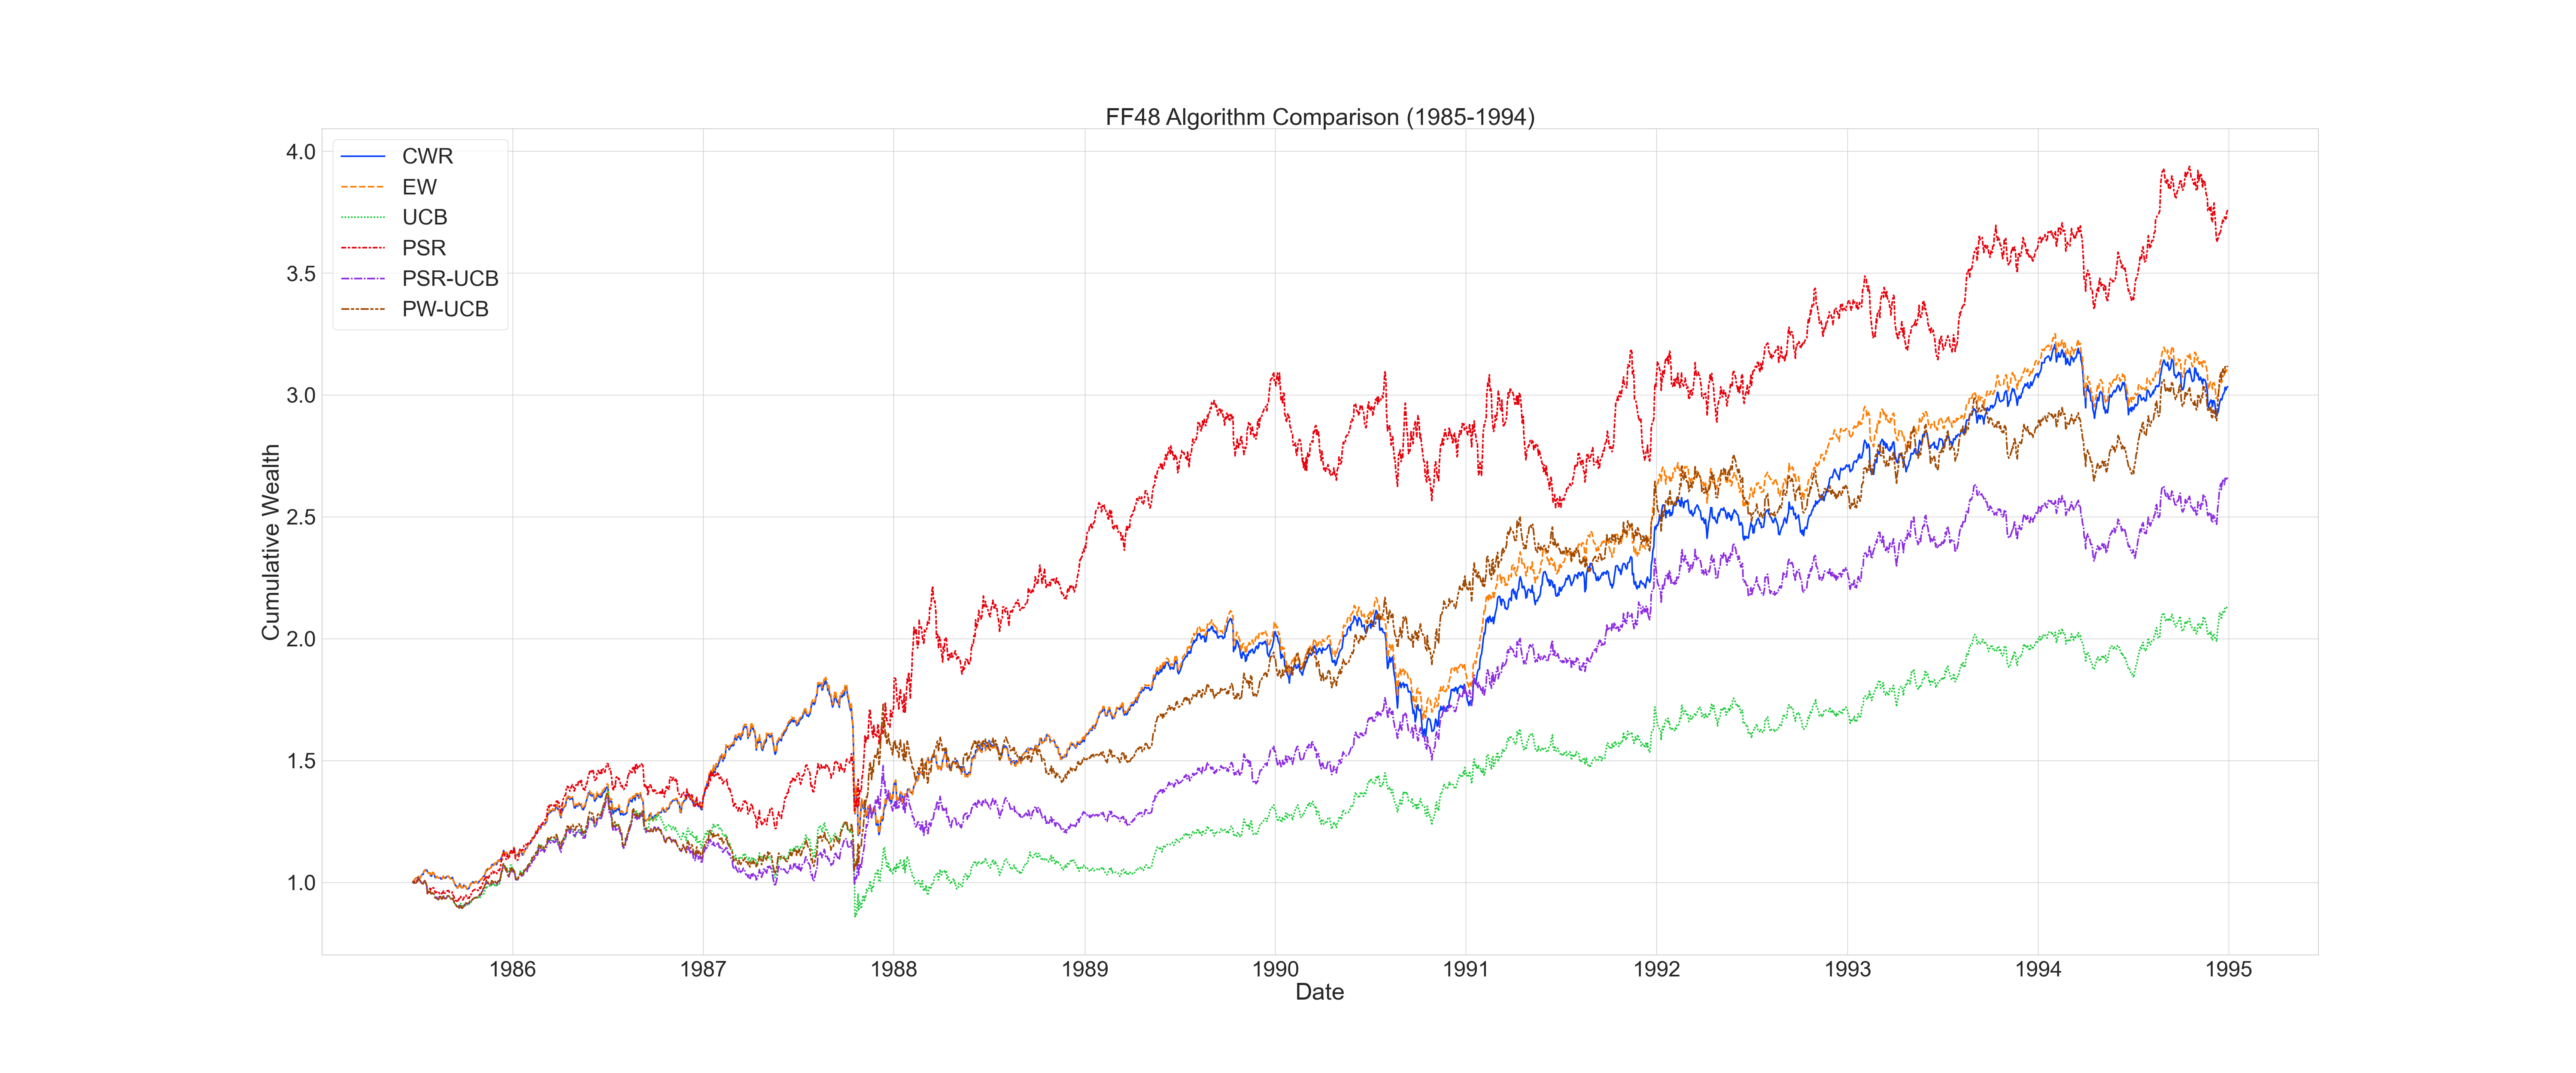 FF48 Algorithm Comparison (1985-1994)
CWR
EW
UCB
PSR
PSR-UCB
PW-UCB
Cumulative Wealth
4.0
3.5
3.0
2.5
2.0
1.5
1.0
1986 1987 1988 1989 1990 1991 1992 1993 1994 1995
Date